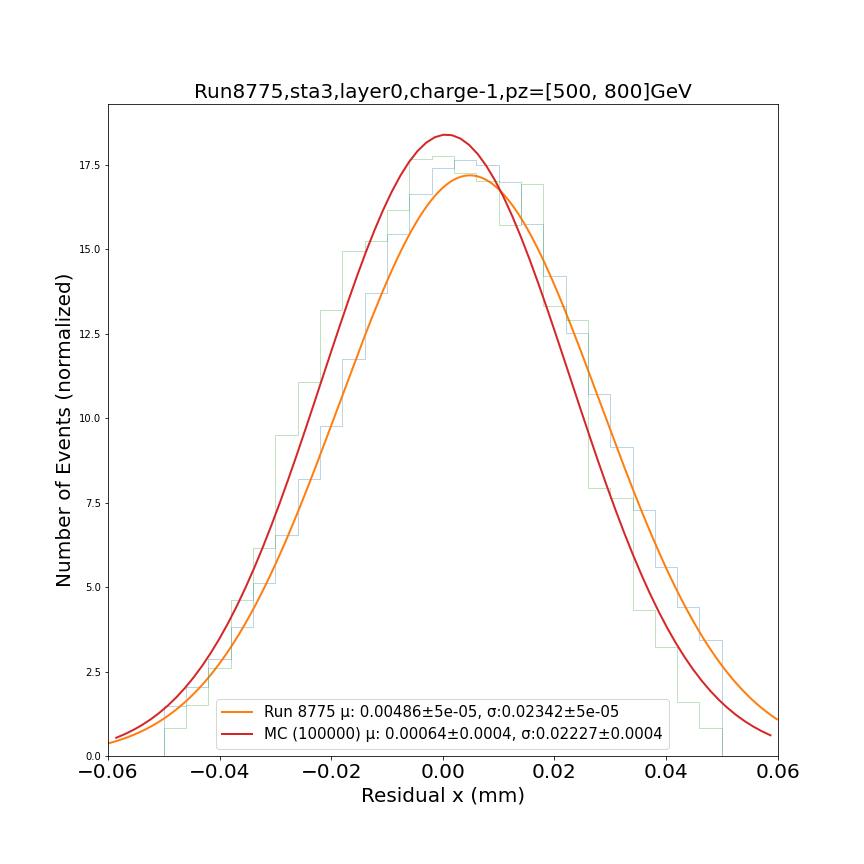 Run8775,sta3,layer0,charge-1,pz=[500, 800]GeV
Number of Events (normalized)
17.5
15.0
12.5
10.0
7.5
5.0
2.5
0.0
Run 8775 μ: 0.00486±5e-05, σ:0.02342±5e-05
MC (100000) μ: 0.00064±0.0004, σ:0.02227±0.0004
−0.06 −0.04 −0.02 0.00 0.02 0.04 0.06
Residual x (mm)